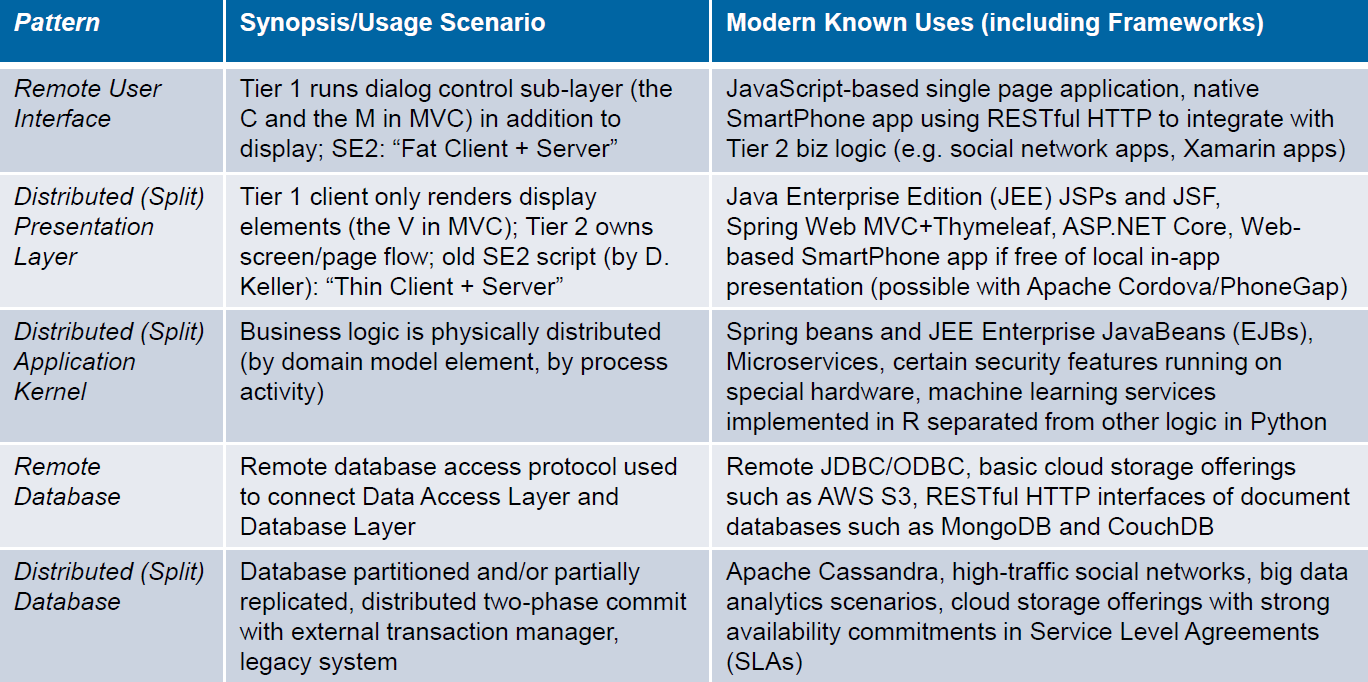 Pattern
Synopsis/Usage Scenario
Modern Known Uses (including Frameworks)
Remote User
Interface
Tier 1 runs dialog control sub-layer (the
C and the M in MVC) in addition to
display; SE2: “Fat Client + Server”
JavaScript-based single page application, native
SmartPhone app using RESTful HTTP to integrate with
Tier 2 biz logic (e.g. social network apps, Xamarin apps)
Distributed (Split)
Presentation
Layer
Tier 1 client only renders display
elements (the V in MVC); Tier 2 owns
screen/page flow; old SE2 script (by D.
Keller): “Thin Client + Server”
Java Enterprise Edition (JEE) JSPs and JSF,
Spring Web MVC+Thymeleaf, ASP.NET Core, Web-
based SmartPhone app if free of local in-app
presentation (possible with Apache Cordova/PhoneGap)
Distributed (Split)
Application
Kernel
Business logic is physically distributed
(by domain model element, by process
activity)
Spring beans and JEE Enterprise JavaBeans (EJBs),
Microservices, certain security features running on
special hardware, machine learning services
implemented in R separated from other logic in Python
Remote
Database
Remote database access protocol used
to connect Data Access Layer and
Database Layer
Remote JDBC/ODBC, basic cloud storage offerings
such as AWS S3, RESTful HTTP interfaces of document
databases such as MongoDB and CouchDB
Distributed (Split)
Database
Database partitioned and/or partially
replicated, distributed two-phase commit
with external transaction manager,
legacy system
Apache Cassandra, high-traffic social networks, big data
analytics scenarios, cloud storage offerings with strong
availability commitments in Service Level Agreements
(SLAs)